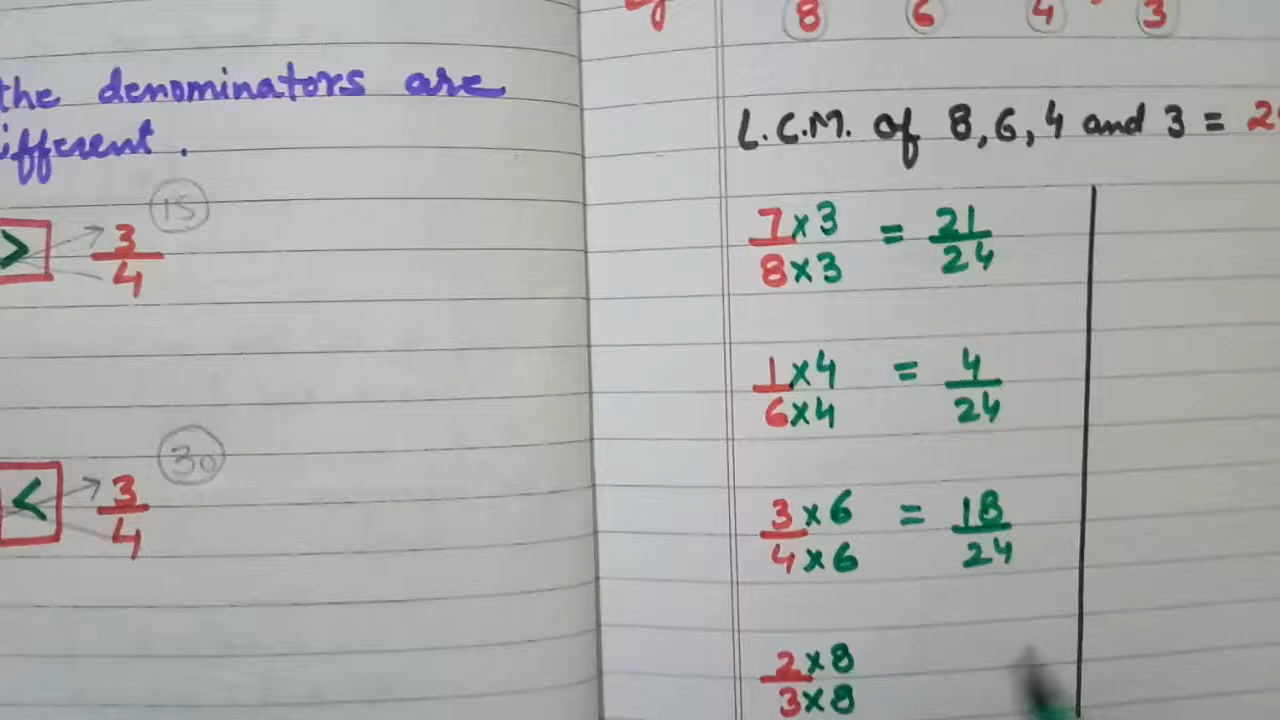 the denominators are
ifferent.
15
> 3/4
30
< 3/4
8 6 4 3
L.C.M. of 8, 6, 4 and 3 = 2
7×3/8×3 = 21/24
1×4/6×4 = 4/24
3×6/4×6 = 18/24
2×8/3×8